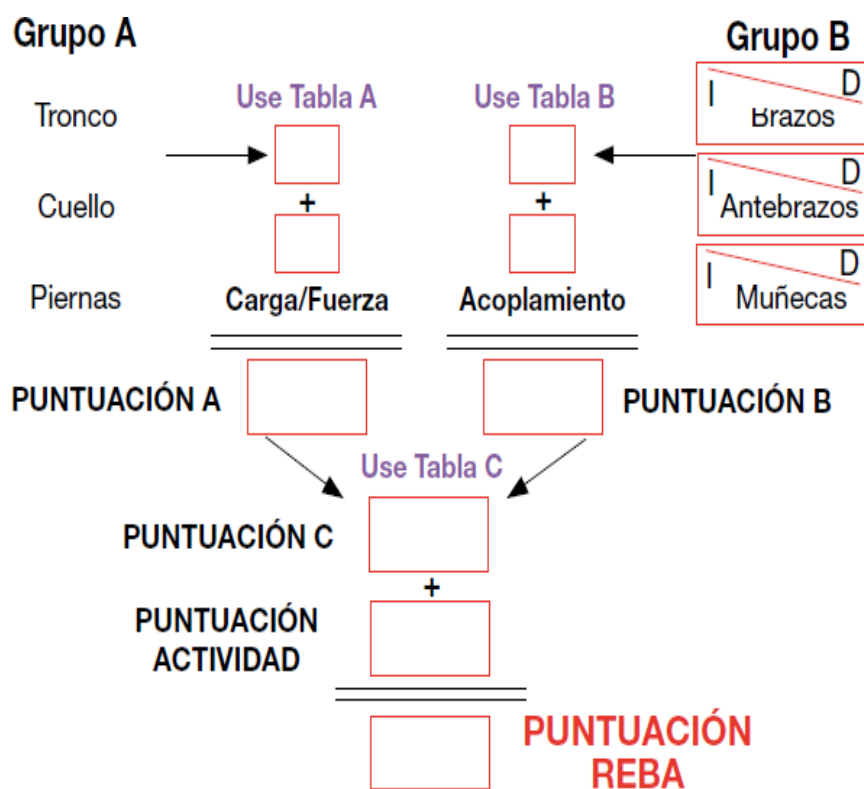 Grupo A
Grupo B
Use Tabla A
Use Tabla B
I D
Brazos
Tronco
+
+
I D
Antebrazos
Cuello
I D
Muñecas
Piernas
Carga/Fuerza
Acoplamiento
PUNTUACIÓN A
PUNTUACIÓN B
Use Tabla C
PUNTUACIÓN C
+
PUNTUACIÓN
ACTIVIDAD
PUNTUACIÓN
REBA